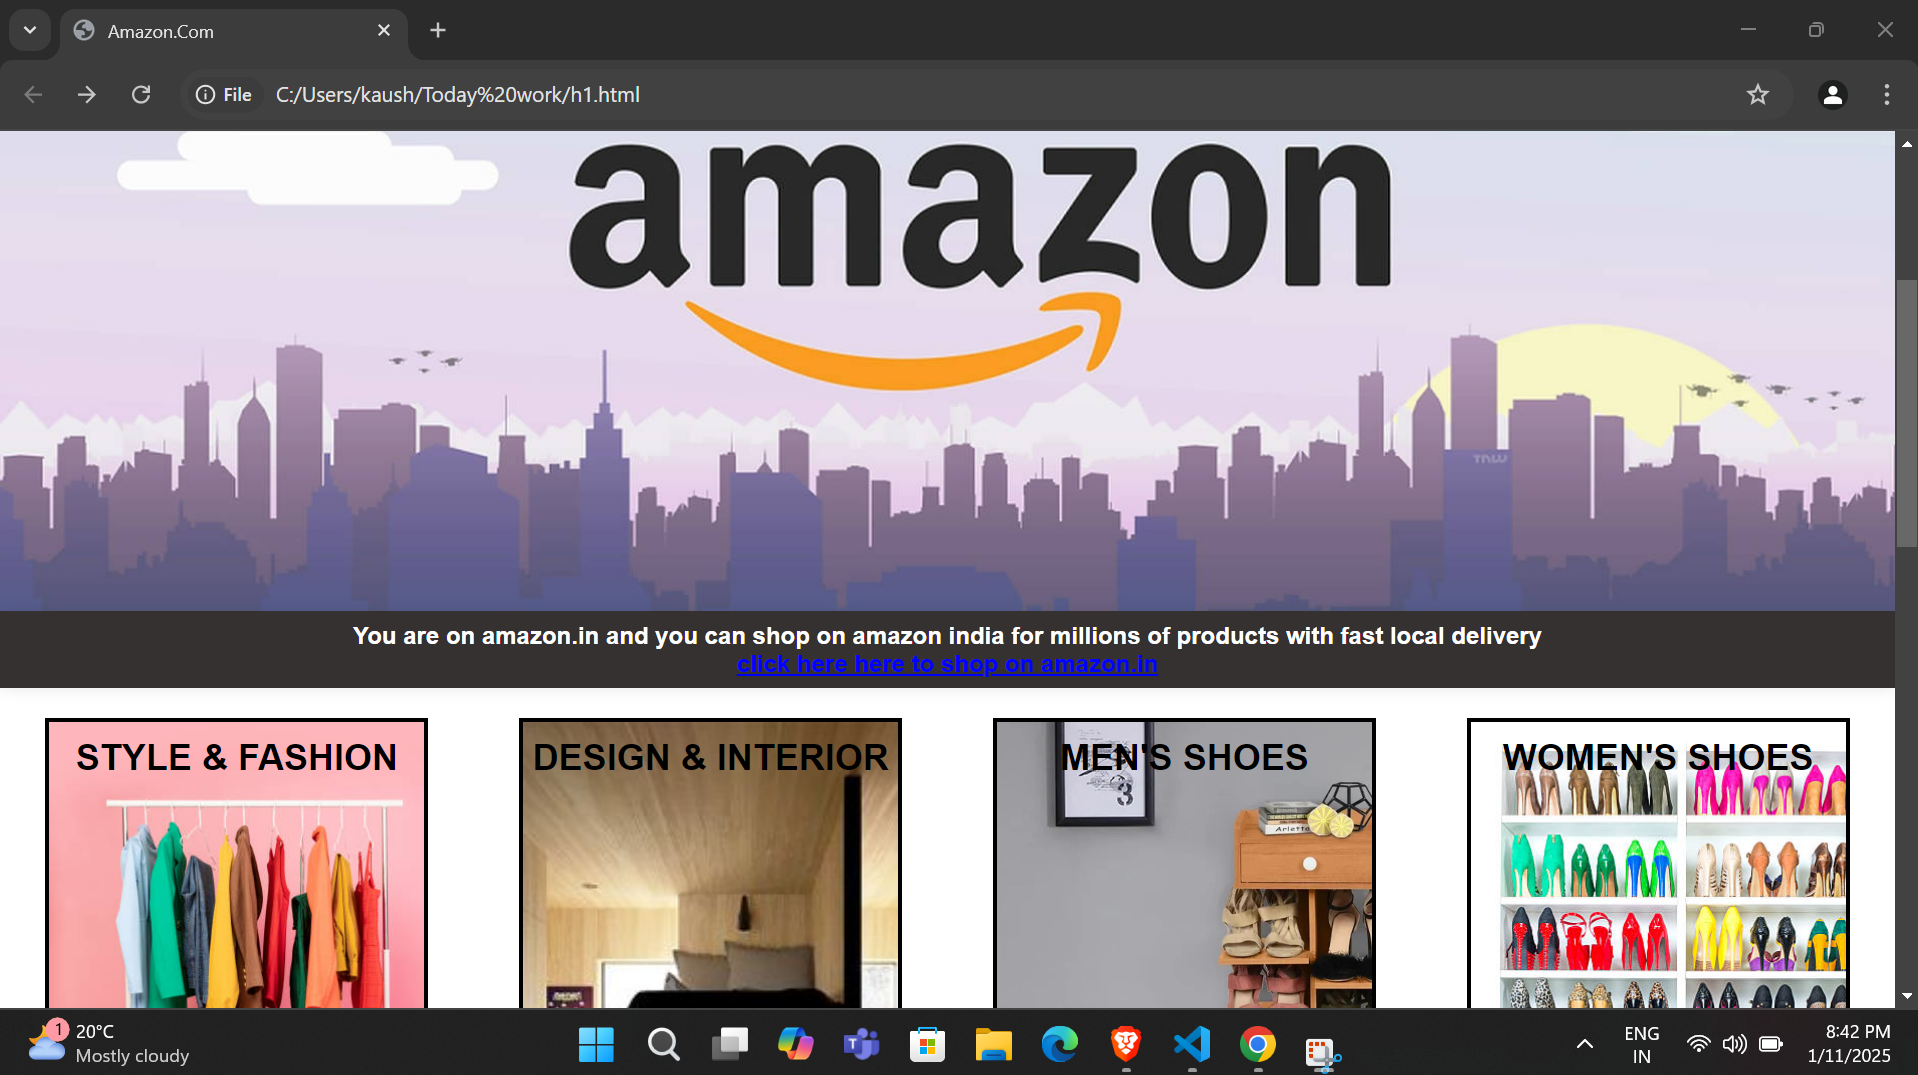 Amazon.Com
File
C:/Users/kaush/Today%20work/h1.html
amazon
TNW
You are on amazon.in and you can shop on amazon india for millions of products with fast local delivery
click here here to shop on amazon.in
STYLE & FASHION
DESIGN & INTERIOR
MEN'S SHOES
WOMEN'S SHOES
3
Arletta
1
20°C
Mostly cloudy
T
ENG
IN
8:42 PM
1/11/2025